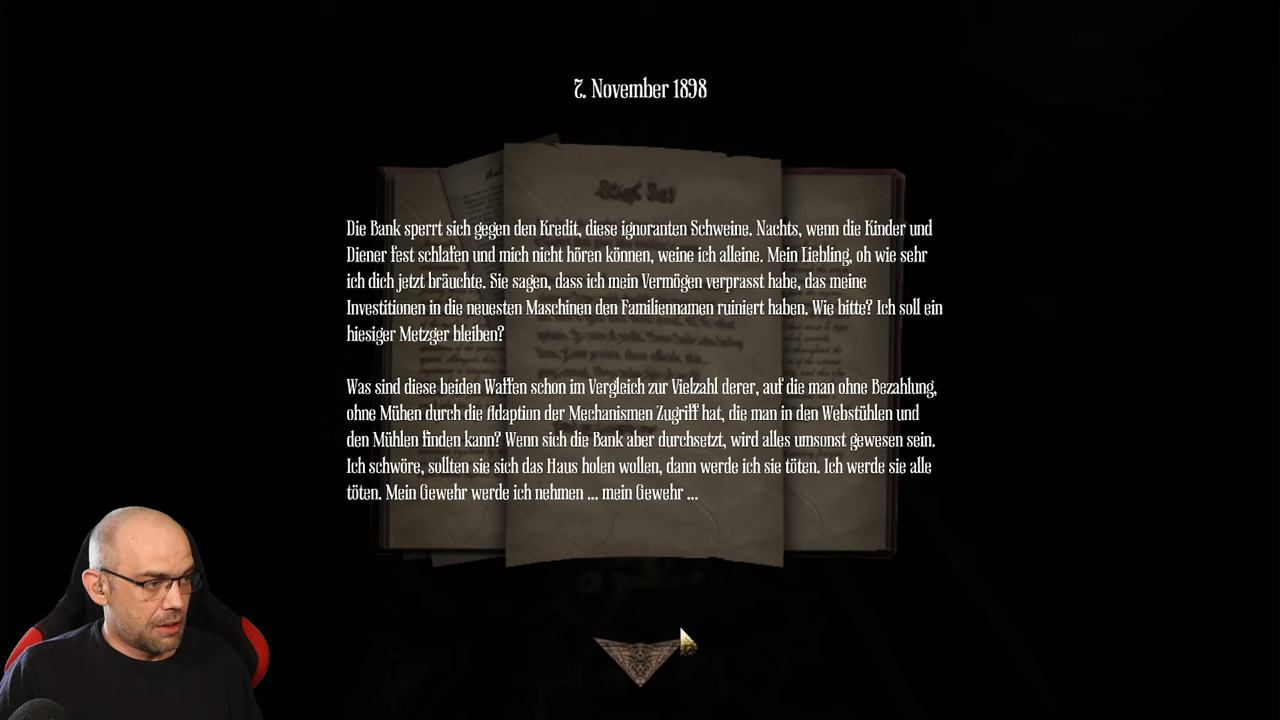 7. November 1898
Die Bank sperrt sich gegen den Kredit, diese ignoranten Schweine. Nachts, wenn die Kinder und
Diener fest schlafen und mich nicht hören können, weine ich alleine. Mein Liebling, oh wie sehr
ich dich jetzt bräuchte. Sie sagen, dass ich mein Vermögen verprasst habe, das meine
Investitionen in die neuesten Maschinen den Familiennamen ruiniert haben. Wie bitte? Ich soll ein
hiesiger Metzger bleiben?
Was sind diese beiden Waffen schon im Vergleich zur Vielzahl derer, auf die man ohne Bezahlung,
ohne Mühen durch die Adaption der Mechanismen Zugriff hat, die man in den Webstühlen und
den Mühlen finden kann? Wenn sich die Bank aber durchsetzt, wird alles umsonst gewesen sein.
Ich schwöre, sollten sie sich das Haus holen wollen, dann werde ich sie töten. Ich werde sie alle
töten. Mein Gewehr werde ich nehmen ... mein Gewehr ...